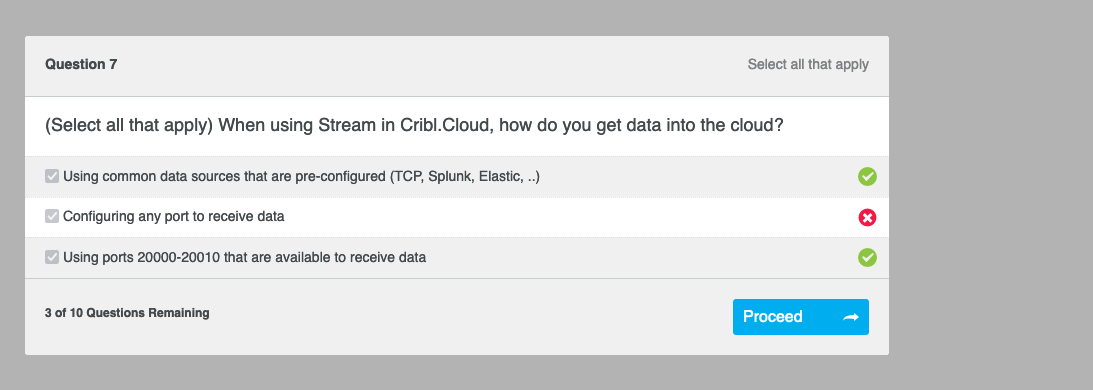 Question 7
Select all that apply
(Select all that apply) When using Stream in Cribl.Cloud, how do you get data into the cloud?
Using common data sources that are pre-configured (TCP, Splunk, Elastic, ..)
Configuring any port to receive data
Using ports 20000-20010 that are available to receive data
3 of 10 Questions Remaining
Proceed